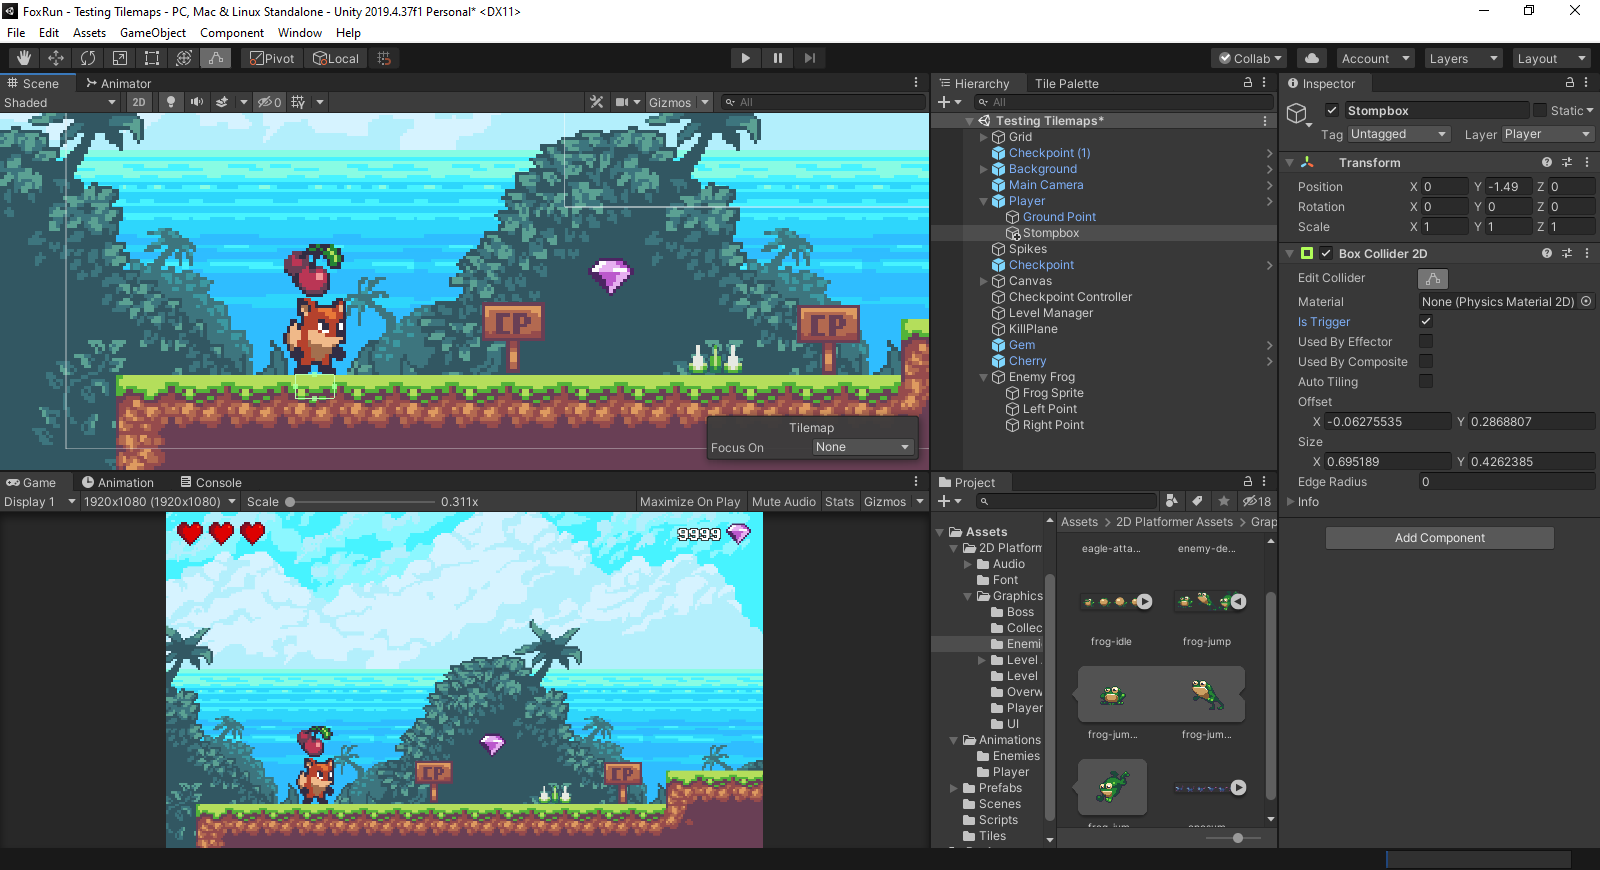 FoxRun - Testing Tilemaps - PC, Mac & Linux Standalone - Unity 2019.4.37f1 Personal* <DX11>
File Edit Assets GameObject Component Window Help
Pivot Local Collab Account Layers Layout
Scene Animator
Shaded 2D 0 Gizmos All
CP
CP
Tilemap
Focus On None
Hierarchy Tile Palette
All
Testing Tilemaps*
Grid
Checkpoint (1)
Background
Main Camera
Player
Ground Point
Stompbox
Spikes
Checkpoint
Canvas
Checkpoint Controller
Level Manager
KillPlane
Gem
Cherry
Enemy Frog
Frog Sprite
Left Point
Right Point
Inspector
Stompbox Static
Tag Untagged Layer Player
Transform
Position X 0 Y -1.49 Z 0
Rotation X 0 Y 0 Z 0
Scale X 1 Y 1 Z 1
Box Collider 2D
Edit Collider
Material None (Physics Material 2D)
Is Trigger
Used By Effector
Used By Composite
Auto Tiling
Offset
X -0.06275535 Y 0.2868807
Size
X 0.695189 Y 0.4262385
Edge Radius 0
Info
Add Component
Game Animation Console
Display 1 1920x1080 (1920x1080) Scale 0.311x Maximize On Play Mute Audio Stats Gizmos
9999
CP
CP
Project
18
Assets
2D Platform
Audio
Font
Graphics
Boss
Collec
Enemi
Level
Level
Overw
Player
UI
Animations
Enemies
Player
Prefabs
Scenes
Scripts
Tiles
Assets > 2D Platformer Assets > Grap
eagle-atta... enemy-de...
frog-idle frog-jump
frog-jum... frog-jum...